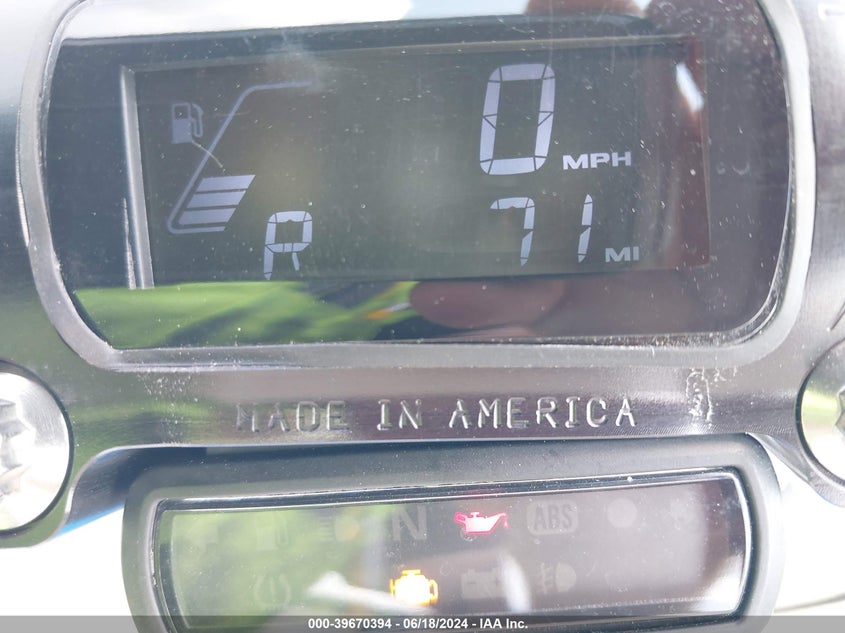 0 MPH
R 71 MI
MADE IN AMERICA
N ABS
000-39670394 - 06/18/2024 - IAA Inc.